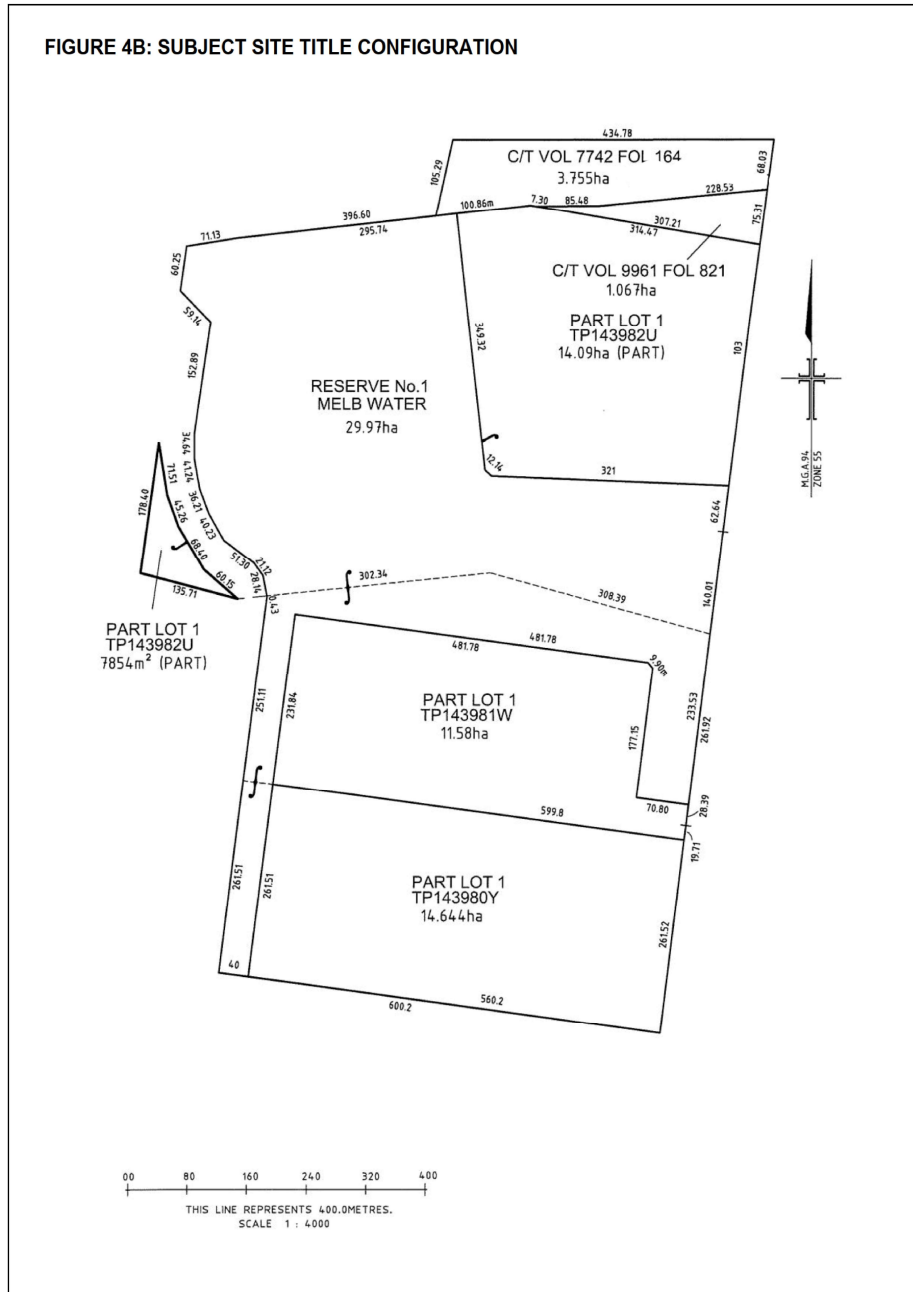 FIGURE 4B: SUBJECT SITE TITLE CONFIGURATION
434.78
C/T VOL 7742 FOL 164
3.755ha
105.29
68.03
228.53
7.30
85.48
100.86m
396.60
295.74
71.13
60.25
307.21
314.47
75.31
C/T VOL 9961 FOL 821
1.067ha
PART LOT 1
TP143982U
14.09ha (PART)
59.14
349.32
103
152.89
RESERVE No.1
MELB WATER
29.97ha
M.G.A.94
ZONE 55
34.64
41.24
36.21
40.23
51.30
21.12
28.14
0.43
12.14
321
62.64
71.51
45.26
68.40
60.15
178.40
135.71
302.34
308.39
140.01
PART LOT 1
TP143982U
7854m² (PART)
481.78
481.78
9.90m
251.11
231.84
PART LOT 1
TP143981W
11.58ha
177.15
233.53
261.92
70.80
28.39
599.8
19.71
261.51
261.51
PART LOT 1
TP143980Y
14.644ha
261.52
40
560.2
600.2
00 80 160 240 320 400
THIS LINE REPRESENTS 400.0METRES.
SCALE 1 : 4000